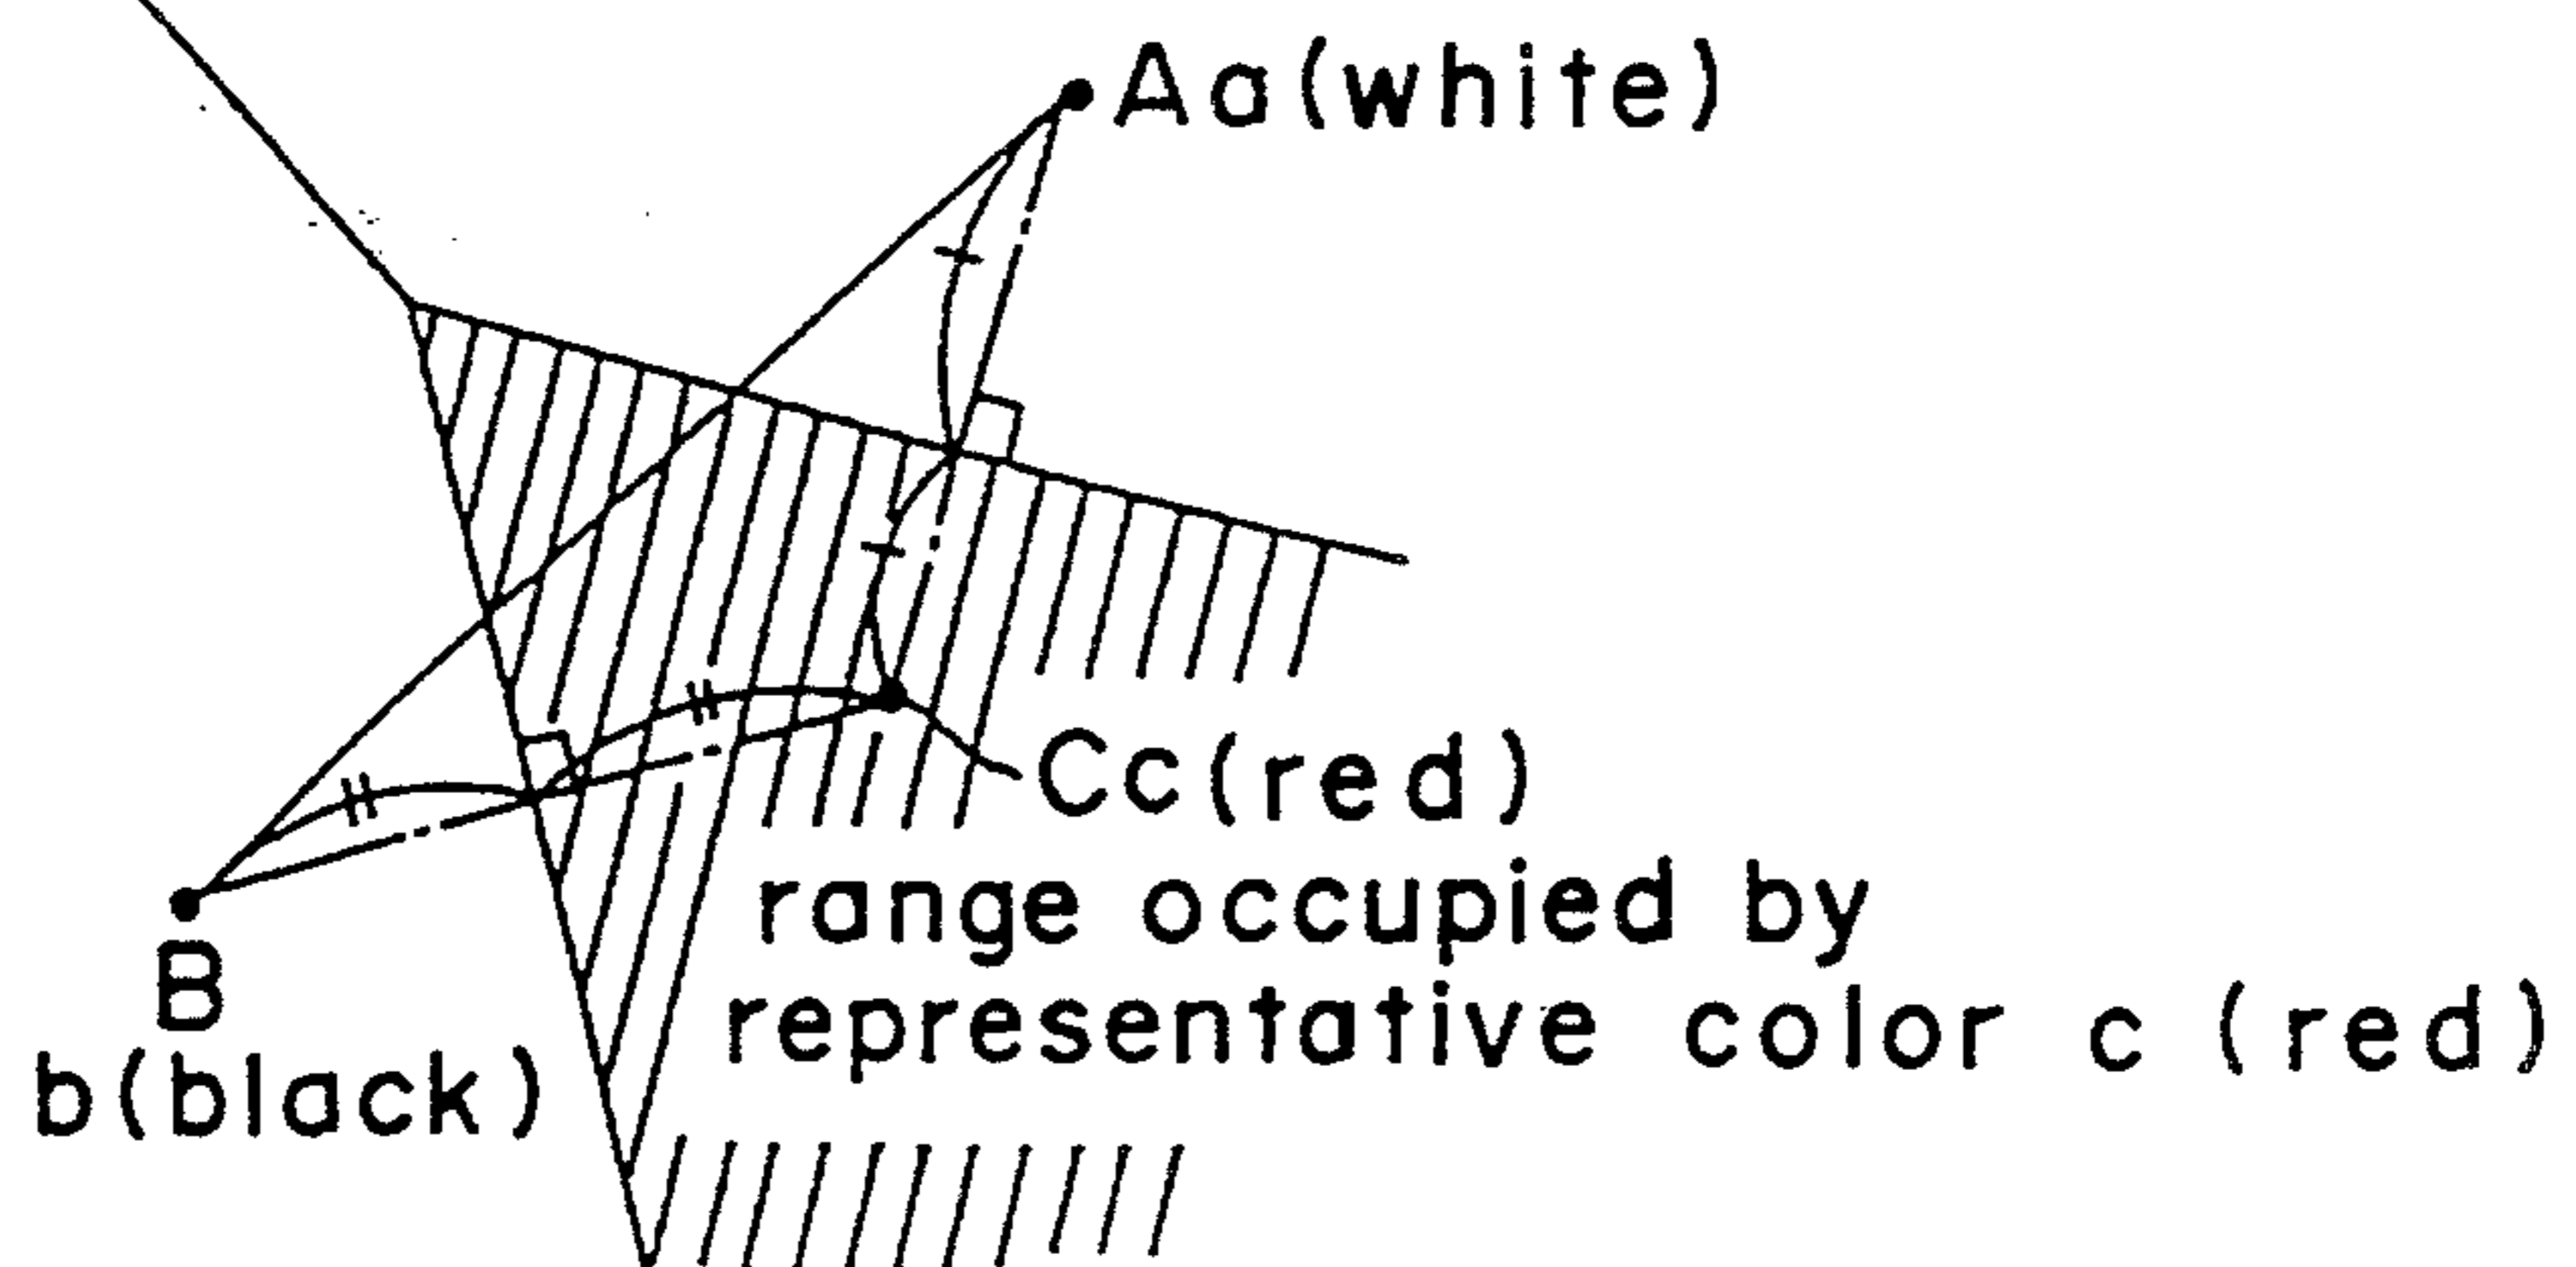 Aa(white)
Cc(red)
range occupied by
representative color c (red)
B
b(black)